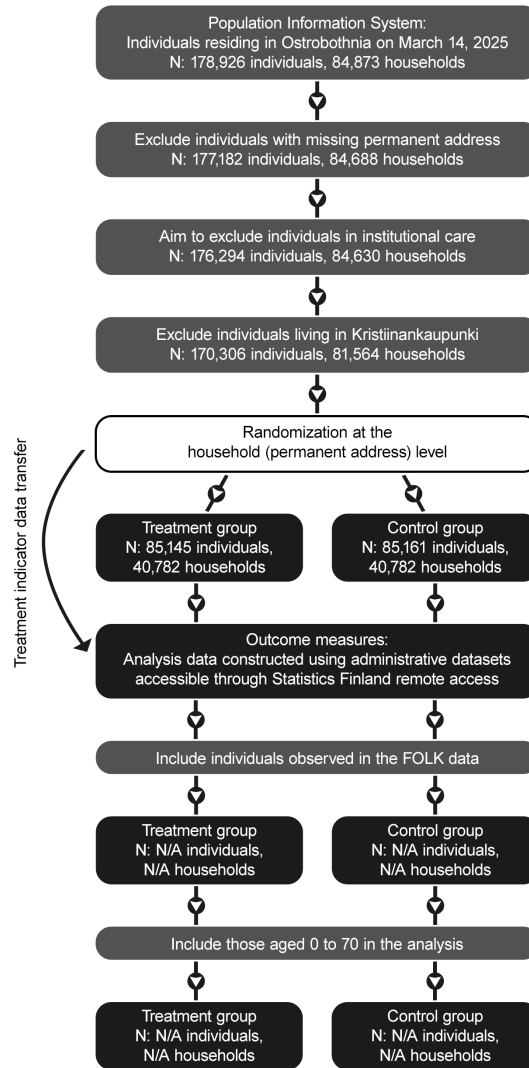 Population Information System:
Individuals residing in Ostrobothnia on March 14, 2025
N: 178,926 individuals, 84,873 households
Exclude individuals with missing permanent address
N: 177,182 individuals, 84,688 households
Aim to exclude individuals in institutional care
N: 176,294 individuals, 84,630 households
Exclude individuals living in Kristiinankaupunki
N: 170,306 individuals, 81,564 households
Randomization at the
household (permanent address) level
Treatment indicator data transfer
Treatment group
N: 85,145 individuals,
40,782 households
Control group
N: 85,161 individuals,
40,782 households
Outcome measures:
Analysis data constructed using administrative datasets
accessible through Statistics Finland remote access
Include individuals observed in the FOLK data
Treatment group
N: N/A individuals,
N/A households
Control group
N: N/A individuals,
N/A households
Include those aged 0 to 70 in the analysis
Treatment group
N: N/A individuals,
N/A households
Control group
N: N/A individuals,
N/A households